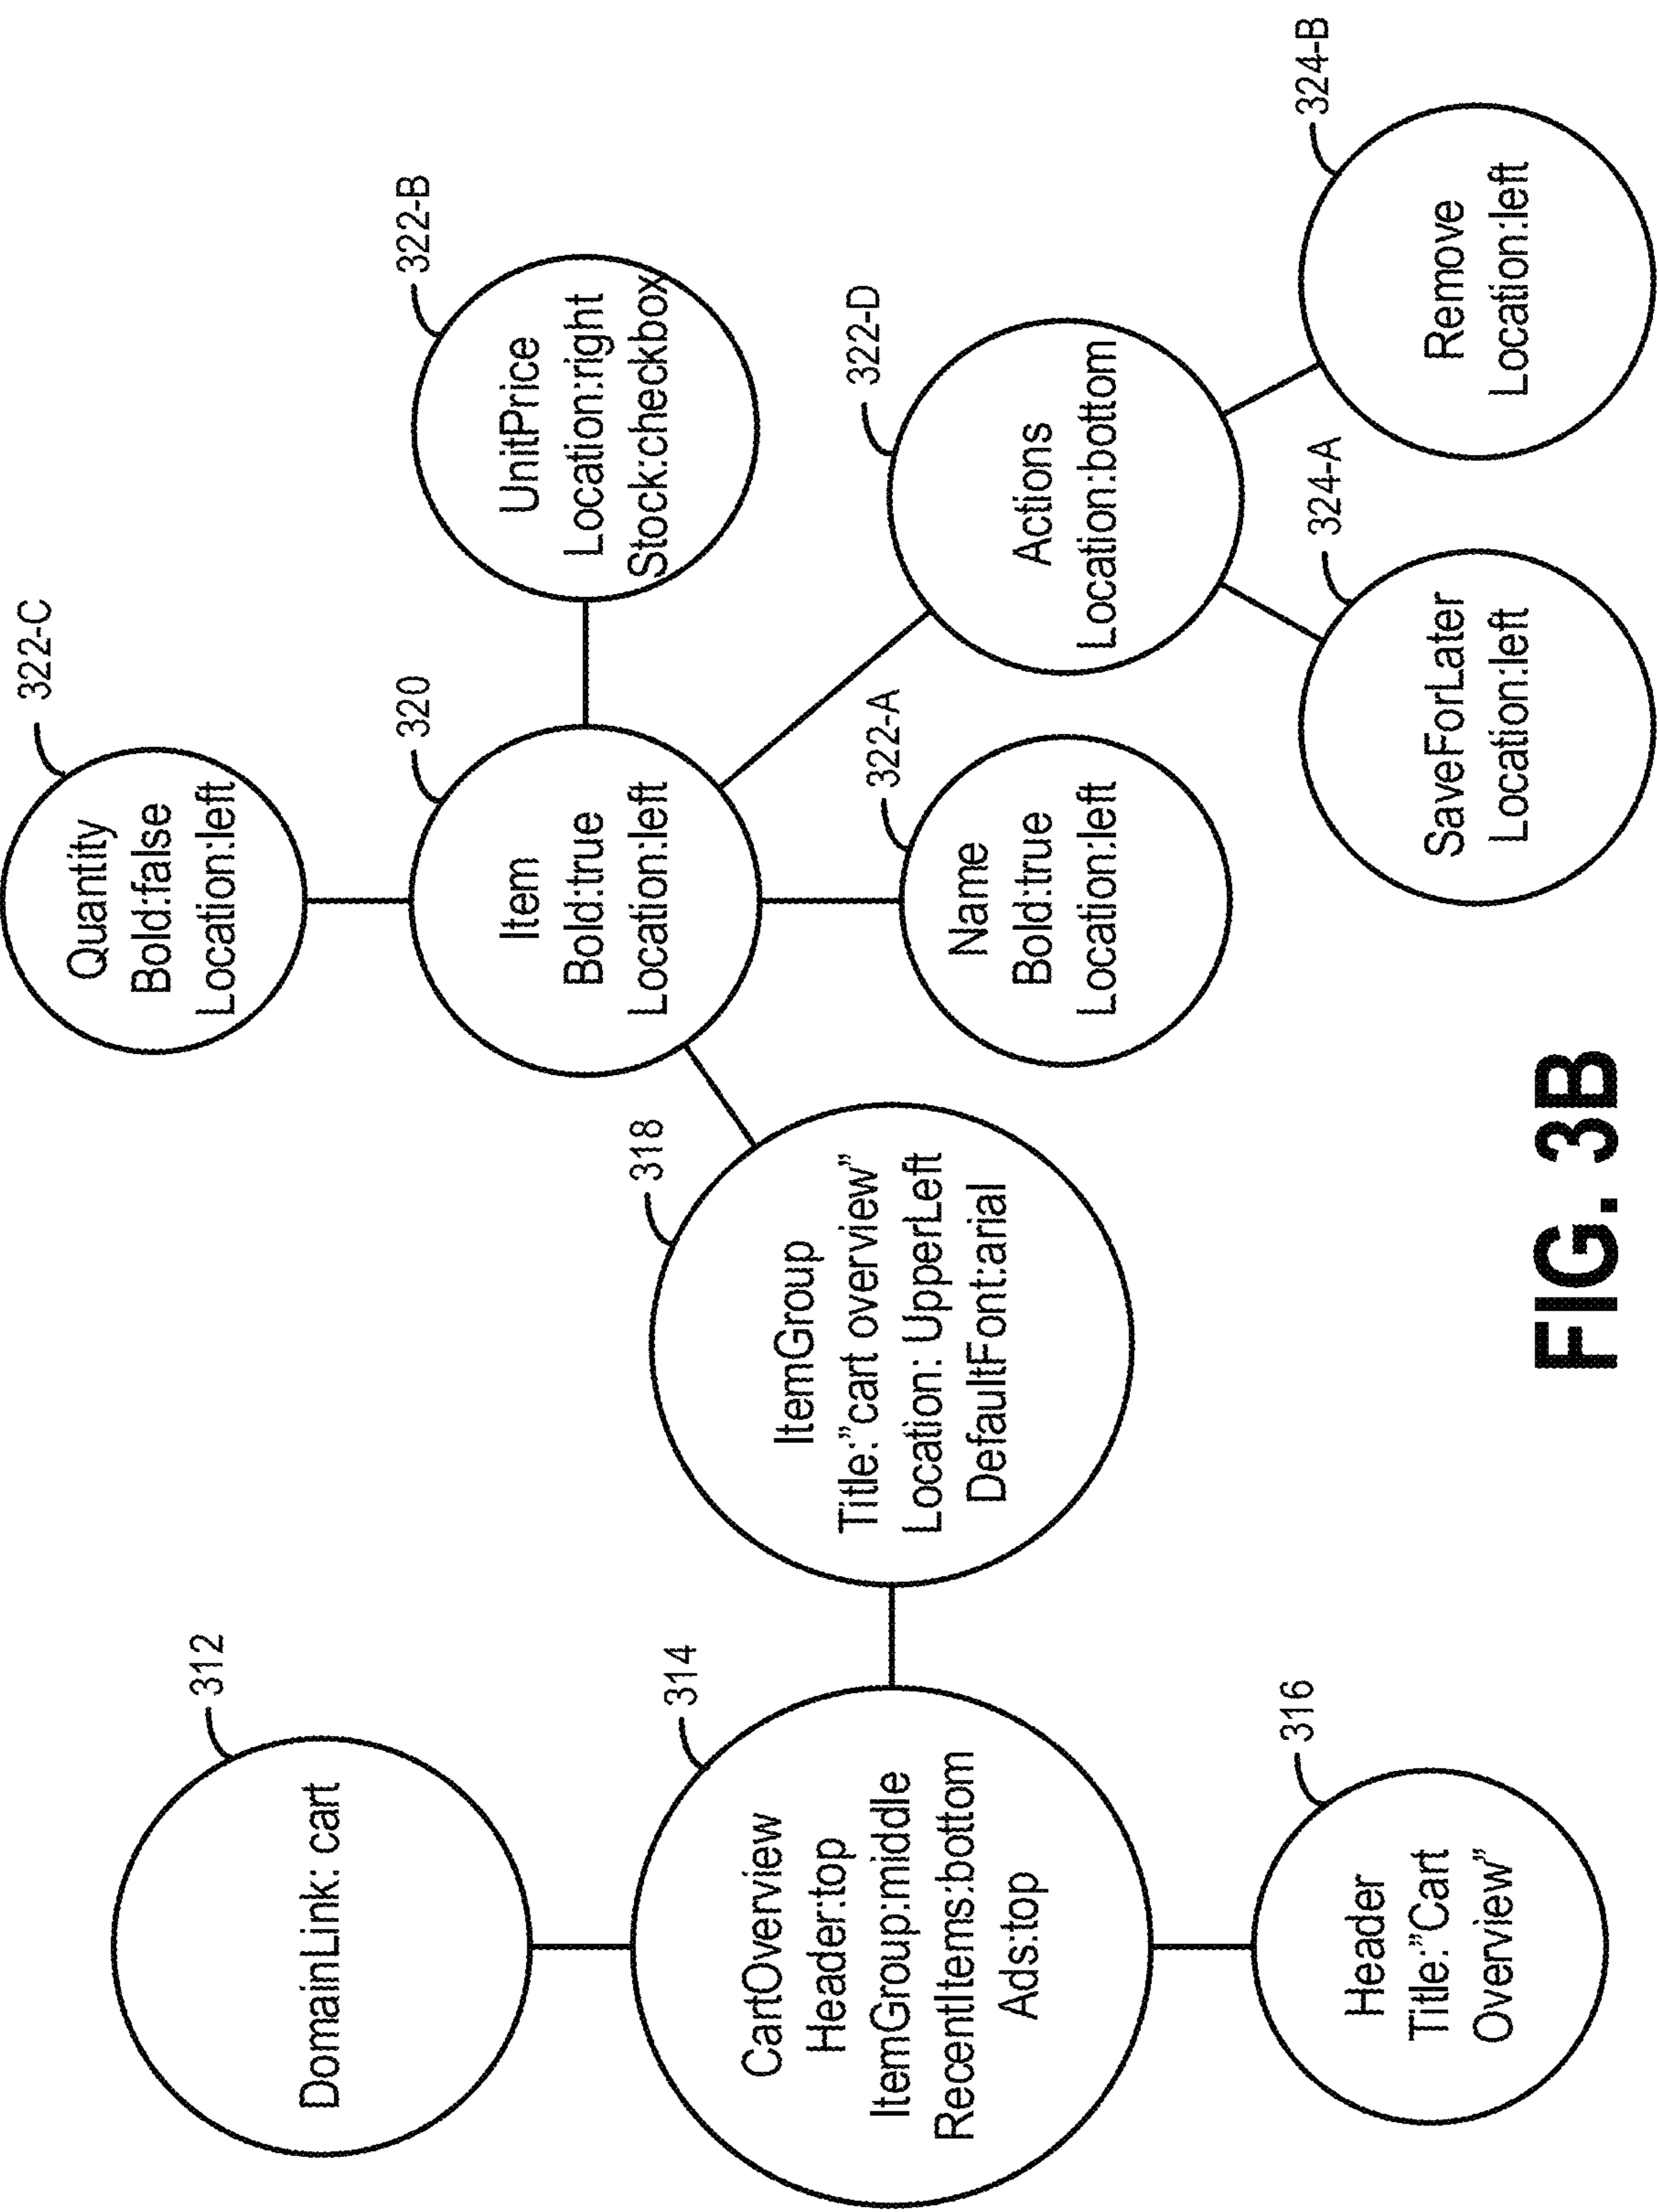 322-C
Quantity
Bold:false
Location:left
312
DomainLink: cart
320
Item
Bold:true
Location:left
322-B
UnitPrice
Location:right
Stock:checkbox
314
CartOverview
Header:top
ItemGroup:middle
RecentItems:bottom
Ads:top
318
ItemGroup
Title:”cart overview”
Location: UpperLeft
DefaultFont:arial
322-A
Name
Bold:true
Location:left
322-D
Actions
Location:bottom
316
Header
Title:”Cart
Overview”
324-A
SaveForLater
Location:left
324-B
Remove
Location:left
FIG. 3B